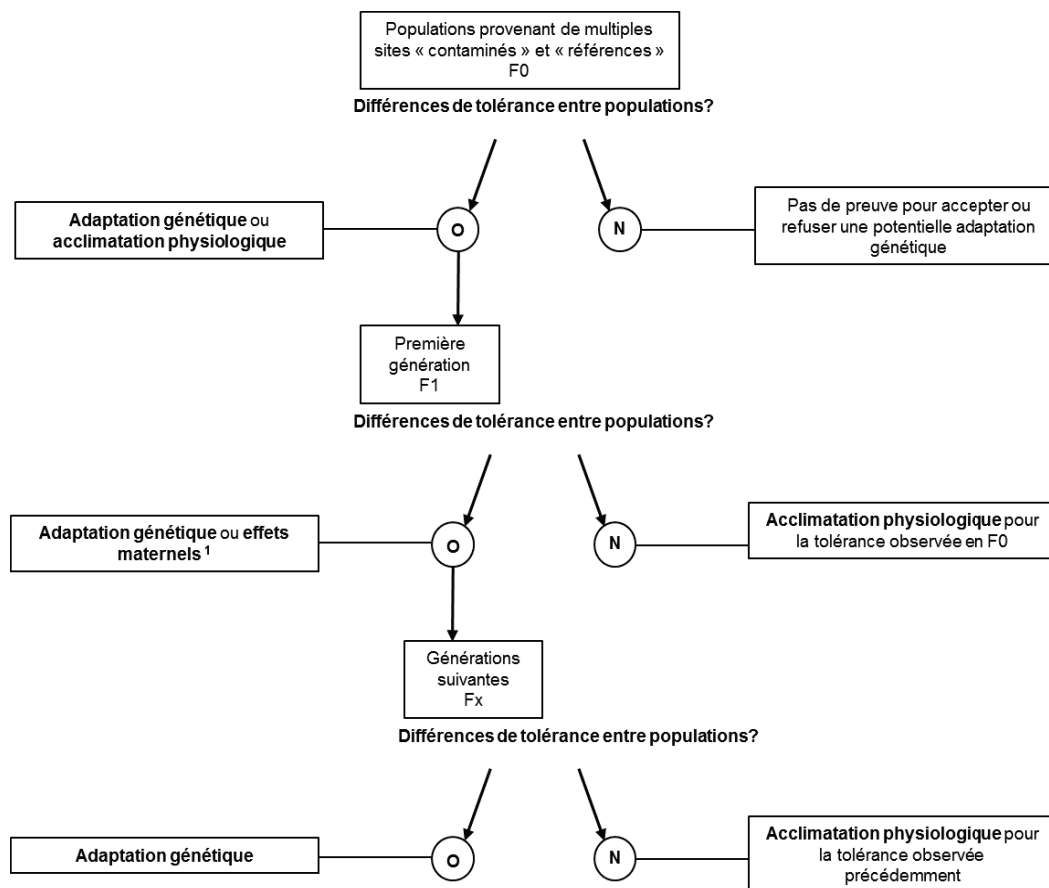 Populations provenant de multiples
sites « contaminés » et « références »
F0
Différences de tolérance entre populations?
Adaptation génétique ou
acclimatation physiologique
O
N
Pas de preuve pour accepter ou
refuser une potentielle adaptation
génétique
Première
génération
F1
Différences de tolérance entre populations?
Adaptation génétique ou effets
maternels 1
O
N
Acclimatation physiologique pour
la tolérance observée en F0
Générations
suivantes
Fx
Différences de tolérance entre populations?
Adaptation génétique
O
N
Acclimatation physiologique pour
la tolérance observée
précédemment